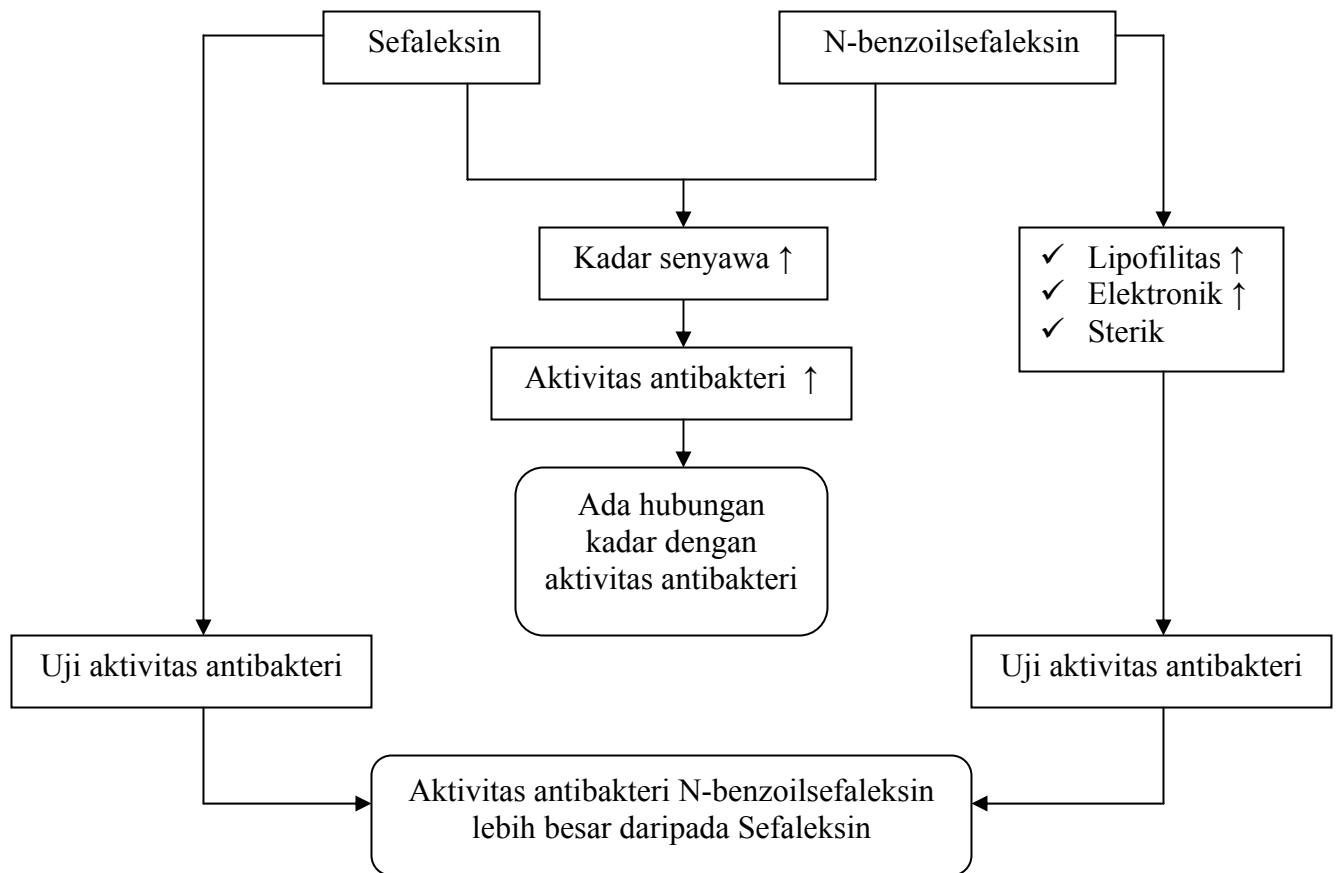 Sefaleksin
N-benzoilsefaleksin
Kadar senyawa ↑
✓ Lipofilitas ↑
✓ Elektronik ↑
✓ Sterik
Aktivitas antibakteri ↑
Ada hubungan
kadar dengan
aktivitas antibakteri
Uji aktivitas antibakteri
Uji aktivitas antibakteri
Aktivitas antibakteri N-benzoilsefaleksin
lebih besar daripada Sefaleksin